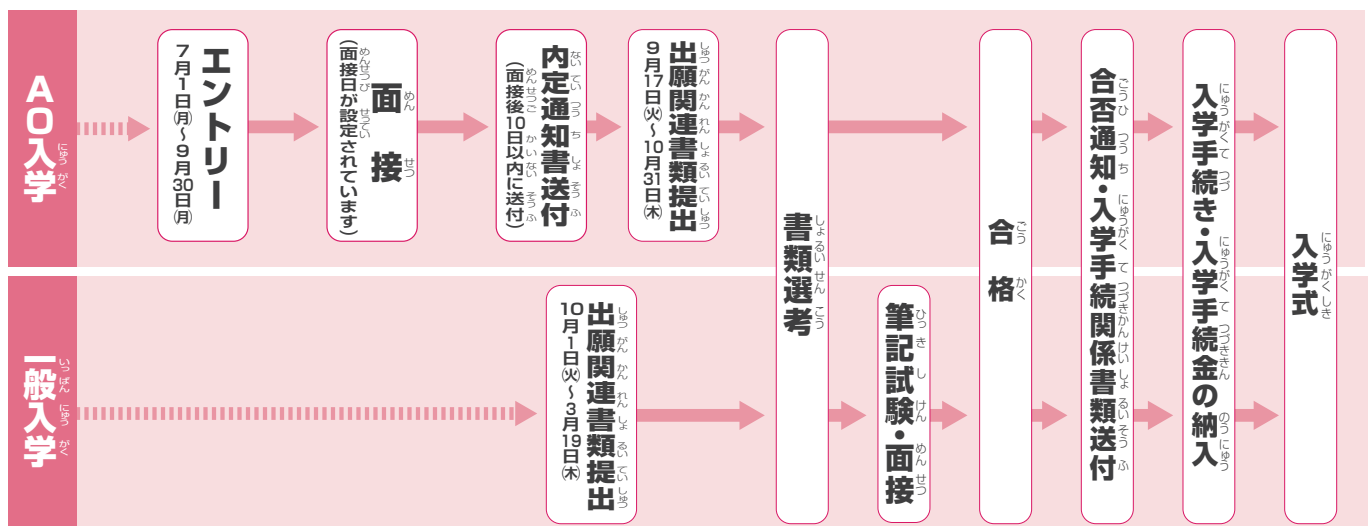 AO入学
エントリー
7月1日(月)～9月30日(月)
面接
(面接日が設定されています)
内定通知書送付
(面接後10日以内に送付)
出願関連書類提出
9月17日(火)～10月31日(木)
一般入学
出願関連書類提出
10月1日(火)～3月19日(木)
書類選考
筆記試験・面接
合格
合否通知・入学手続関係書類送付
入学手続き・入学手続金の納入
入学式